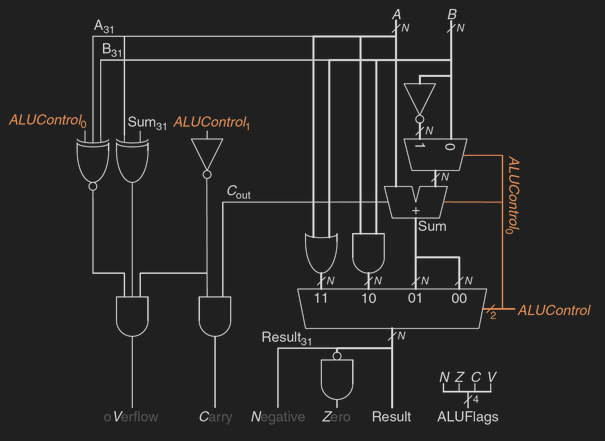 A B
A31 N N
B31
ALUControl0 Sum31 ALUControl1
N
1 0
N
ALUControl0
Cout
+
Sum
N N N N
11 10 01 00
2 ALUControl
N
Result31
N Z C V
4
oVerflow Carry Negative Zero Result ALUFlags